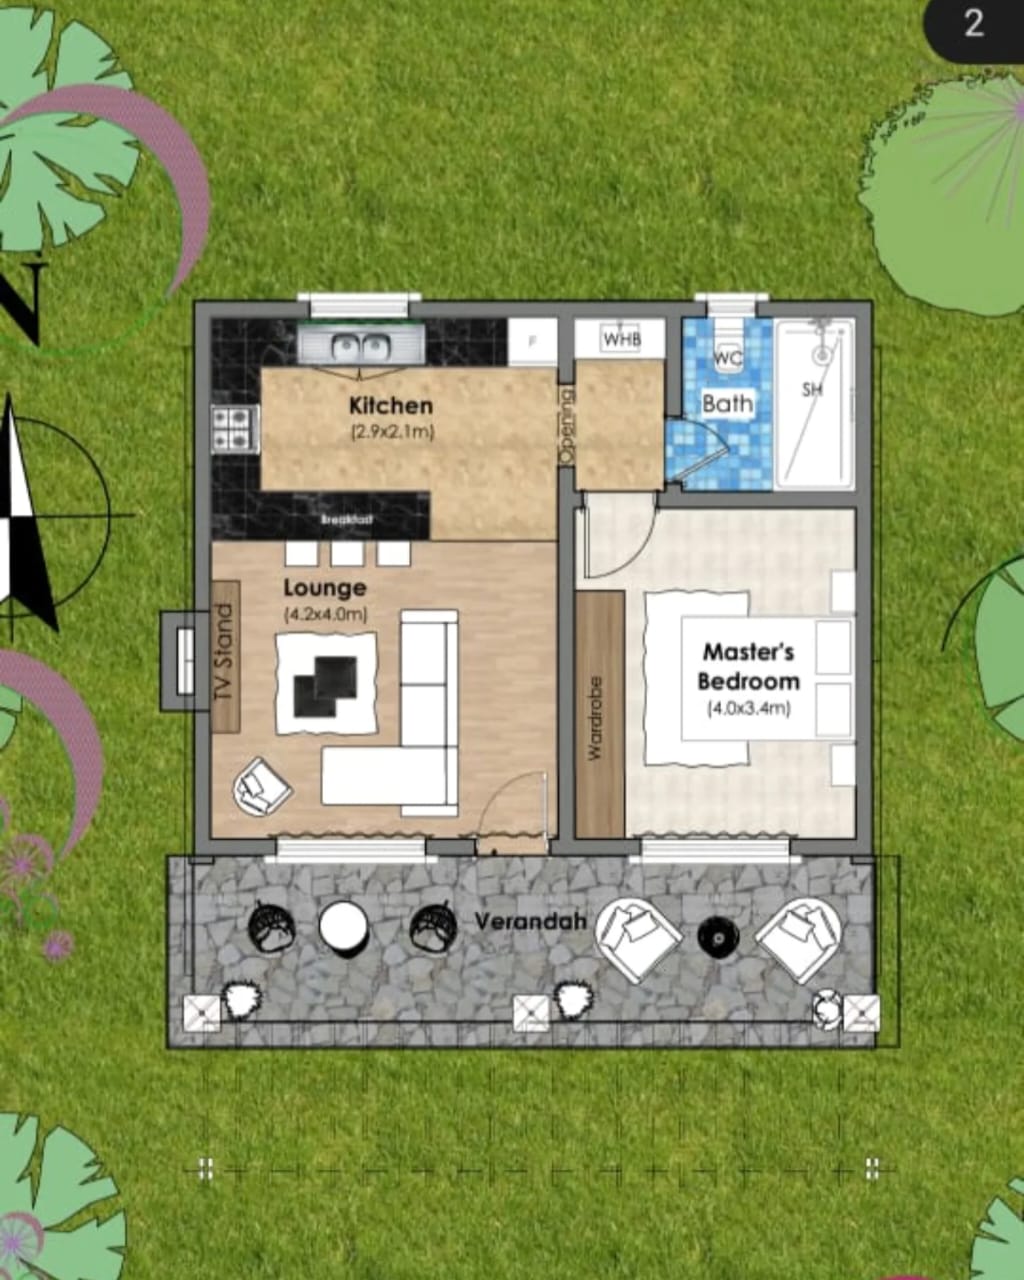 2
N
F
WHB
WC
SH
Bath
Kitchen
(2.9x2.1m)
Opening
Breakfast
Lounge
(4.2x4.0m)
TV Stand
Master's
Bedroom
(4.0x3.4m)
Wardrobe
Verandah